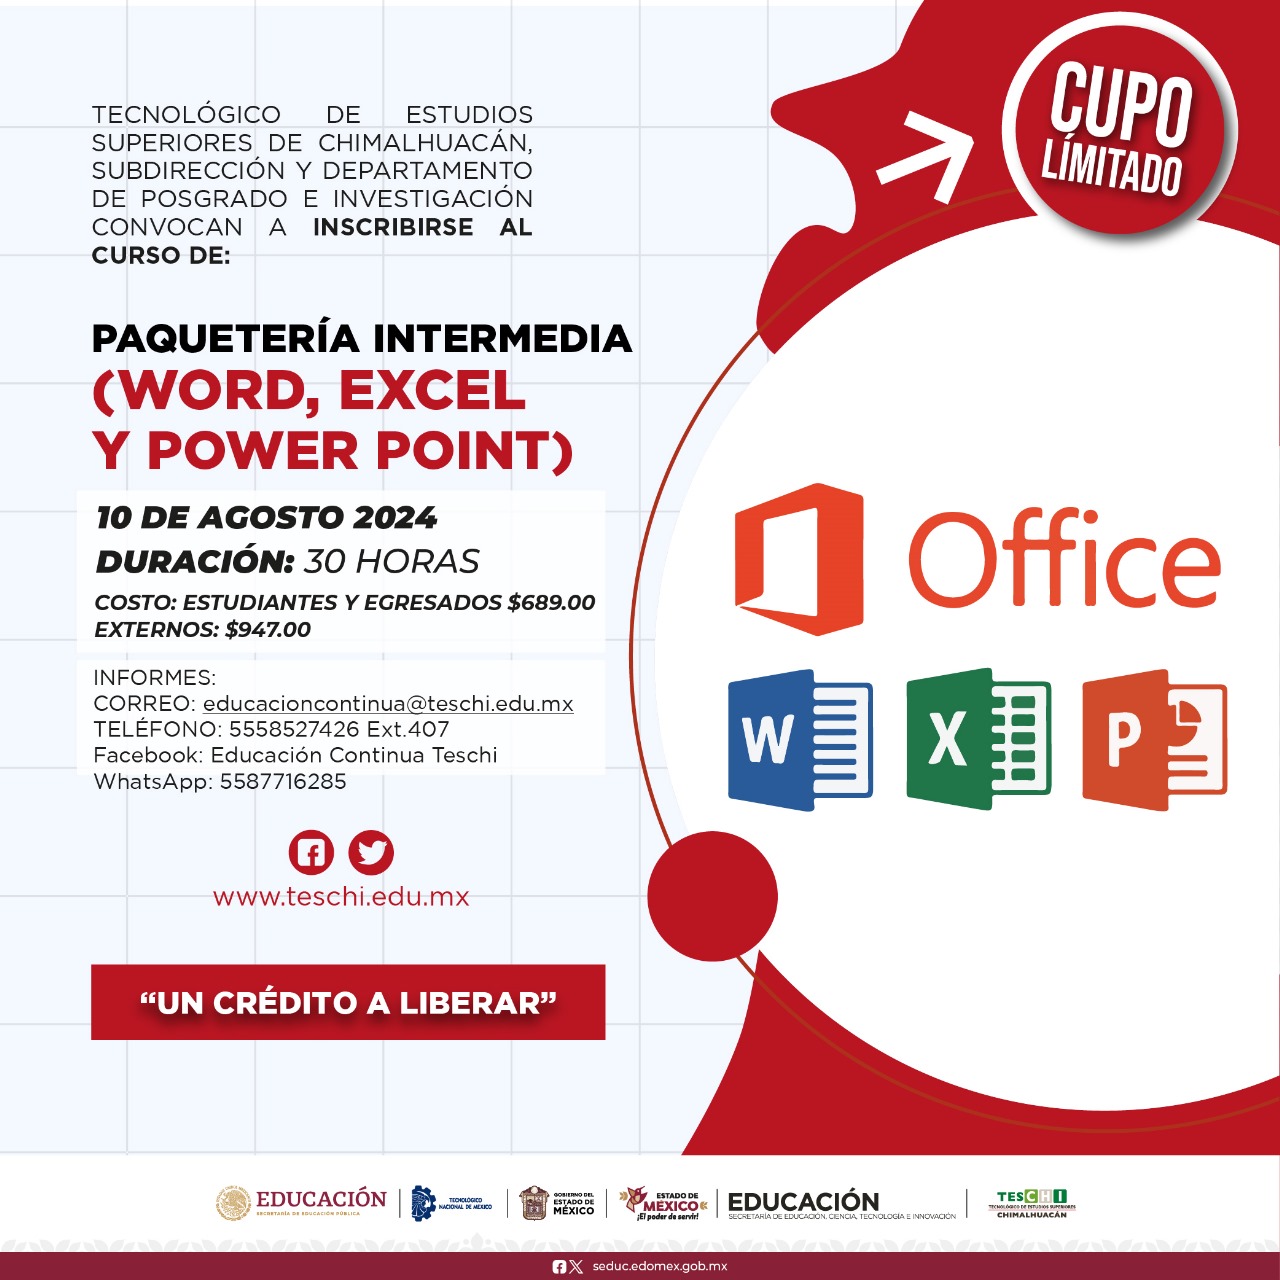 CUPO
LÍMITADO
TECNOLÓGICO DE ESTUDIOS
SUPERIORES DE CHIMALHUACÁN,
SUBDIRECCIÓN Y DEPARTAMENTO
DE POSGRADO E INVESTIGACIÓN
CONVOCAN A INSCRIBIRSE AL
CURSO DE:
PAQUETERÍA INTERMEDIA
(WORD, EXCEL
Y POWER POINT)
10 DE AGOSTO 2024
DURACIÓN: 30 HORAS
COSTO: ESTUDIANTES Y EGRESADOS $689.00
EXTERNOS: $947.00
Office
W
X
P
INFORMES:
CORREO: educacioncontinua@teschi.edu.mx
TELÉFONO: 5558527426 Ext.407
Facebook: Educación Continua Teschi
WhatsApp: 5587716285
www.teschi.edu.mx
“UN CRÉDITO A LIBERAR”
EDUCACIÓN
SECRETARÍA DE EDUCACIÓN PÚBLICA
TECNOLÓGICO
NACIONAL DE MÉXICO
GOBIERNO DEL
ESTADO DE
MÉXICO
ESTADO DE
MÉXICO
¡El poder de servir!
EDUCACIÓN
SECRETARÍA DE EDUCACIÓN, CIENCIA, TECNOLOGÍA E INNOVACIÓN
TESCHI
TECNOLÓGICO DE ESTUDIOS SUPERIORES
CHIMALHUACÁN
seduc.edomex.gob.mx